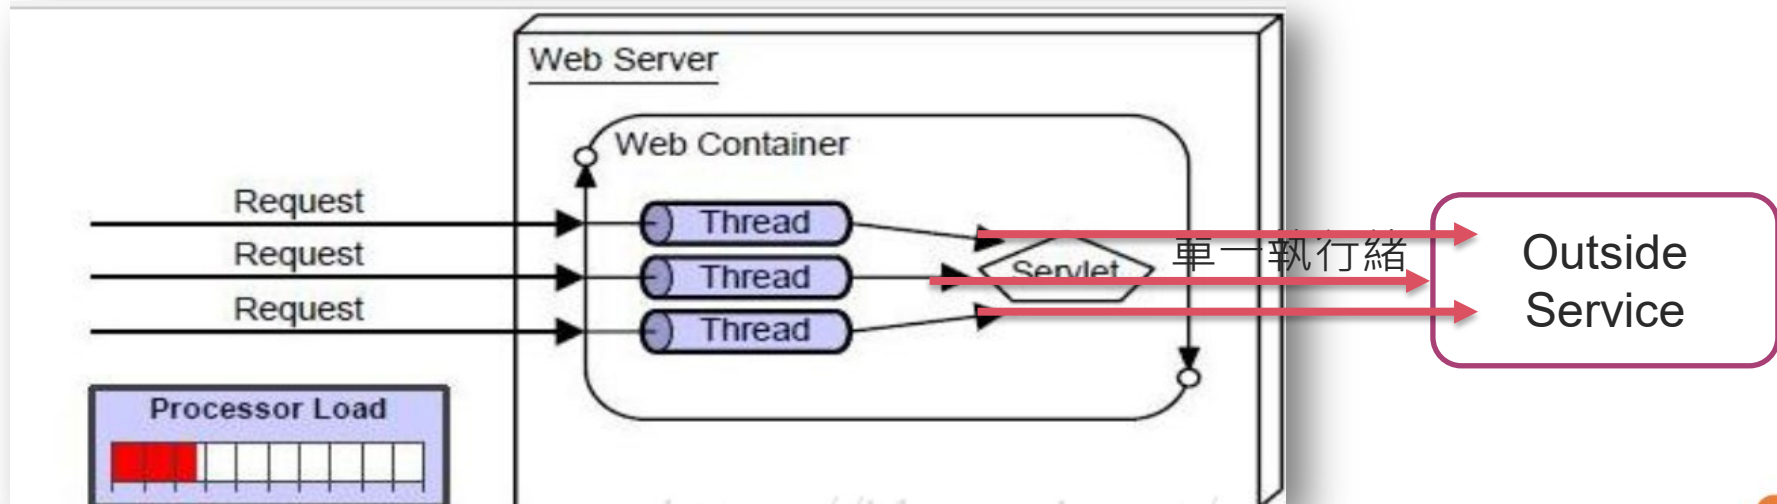 Web Server
Web Container
Request
Thread
Request
Thread
Request
Thread
Servlet
單一執行緒
Outside
Service
Processor Load